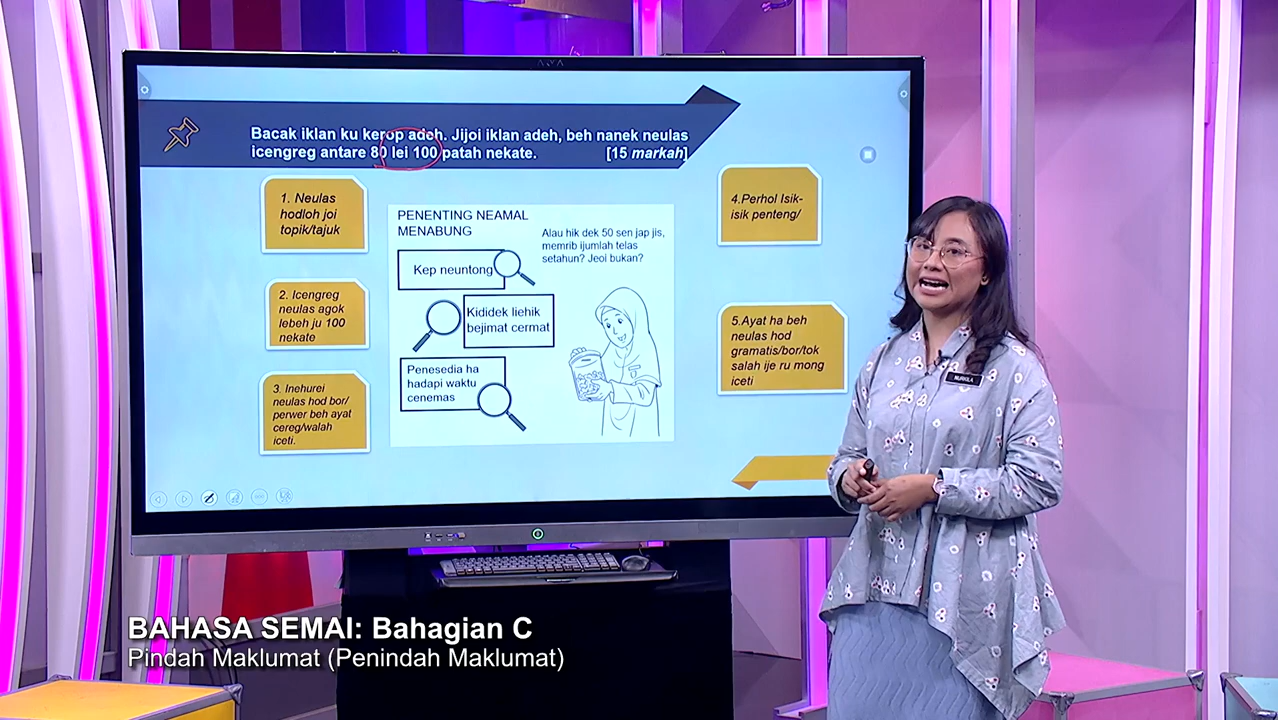 Bacak iklan ku kerop adeh. Jijoi iklan adeh, beh nanek neulas
icengreg antare 80 lei 100 patah nekate. [15 markah]
1. Neulas
hodloh joi
topik/tajuk
2. Icengreg
neulas agok
lebeh ju 100
nekate
3. Inehurei
neulas hod bor/
perwer beh ayat
cereg/walah
iceti.
PENENTING NEAMAL
MENABUNG
Alau hik dek 50 sen jap jis,
memrib ijumlah telas
setahun? Jeoi bukan?
Kep neuntong
Kididek liehik
bejimat cermat
Penesedia ha
hadapi waktu
cenemas
4.Perhol Isik-
isik penteng/
5.Ayat ha beh
neulas hod
gramatis/bor/tok
salah ije ru mong
iceti
NURKILA
BAHASA SEMAI: Bahagian C
Pindah Maklumat (Penindah Maklumat)